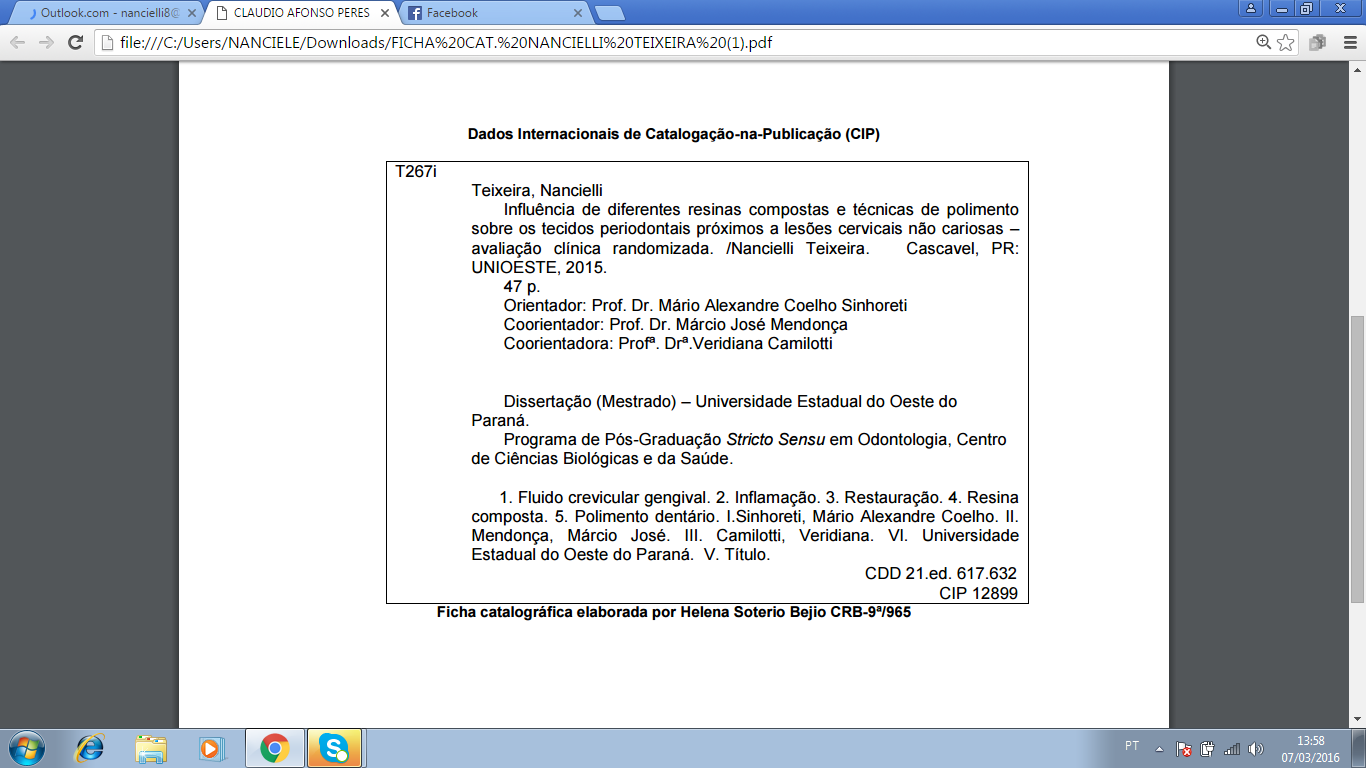 Outlook.com - nancielli8@
CLAUDIO AFONSO PERES
Facebook
file:///C:/Users/NANCIELE/Downloads/FICHA%20CAT.%20NANCIELLI%20TEIXEIRA%20(1).pdf
Dados Internacionais de Catalogação-na-Publicação (CIP)
T267i
Teixeira, Nancielli
Influência de diferentes resinas compostas e técnicas de polimento
sobre os tecidos periodontais próximos a lesões cervicais não cariosas –
avaliação clínica randomizada. /Nancielli Teixeira. Cascavel, PR:
UNIOESTE, 2015.
47 p.
Orientador: Prof. Dr. Mário Alexandre Coelho Sinhoreti
Coorientador: Prof. Dr. Márcio José Mendonça
Coorientadora: Profª. Drª.Veridiana Camilotti
Dissertação (Mestrado) – Universidade Estadual do Oeste do
Paraná.
Programa de Pós-Graduação Stricto Sensu em Odontologia, Centro
de Ciências Biológicas e da Saúde.
1. Fluido crevicular gengival. 2. Inflamação. 3. Restauração. 4. Resina
composta. 5. Polimento dentário. I.Sinhoreti, Mário Alexandre Coelho. II.
Mendonça, Márcio José. III. Camilotti, Veridiana. VI. Universidade
Estadual do Oeste do Paraná. V. Título.
CDD 21.ed. 617.632
CIP 12899
Ficha catalográfica elaborada por Helena Soterio Bejio CRB-9ª/965
PT
13:58
07/03/2016